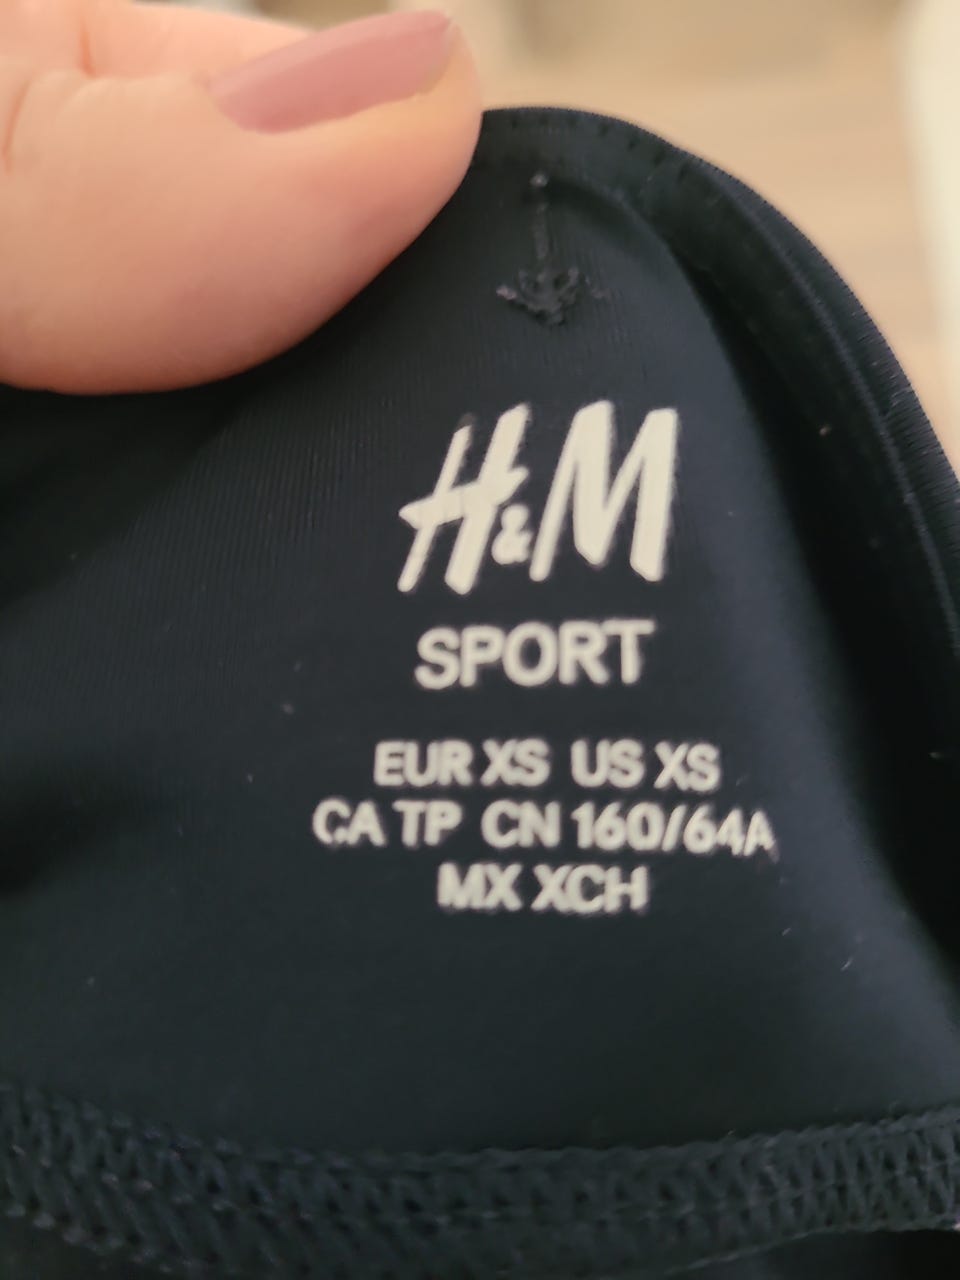 H&M
SPORT
EUR XS US XS
CA TP CN 160/64A
MX XCH